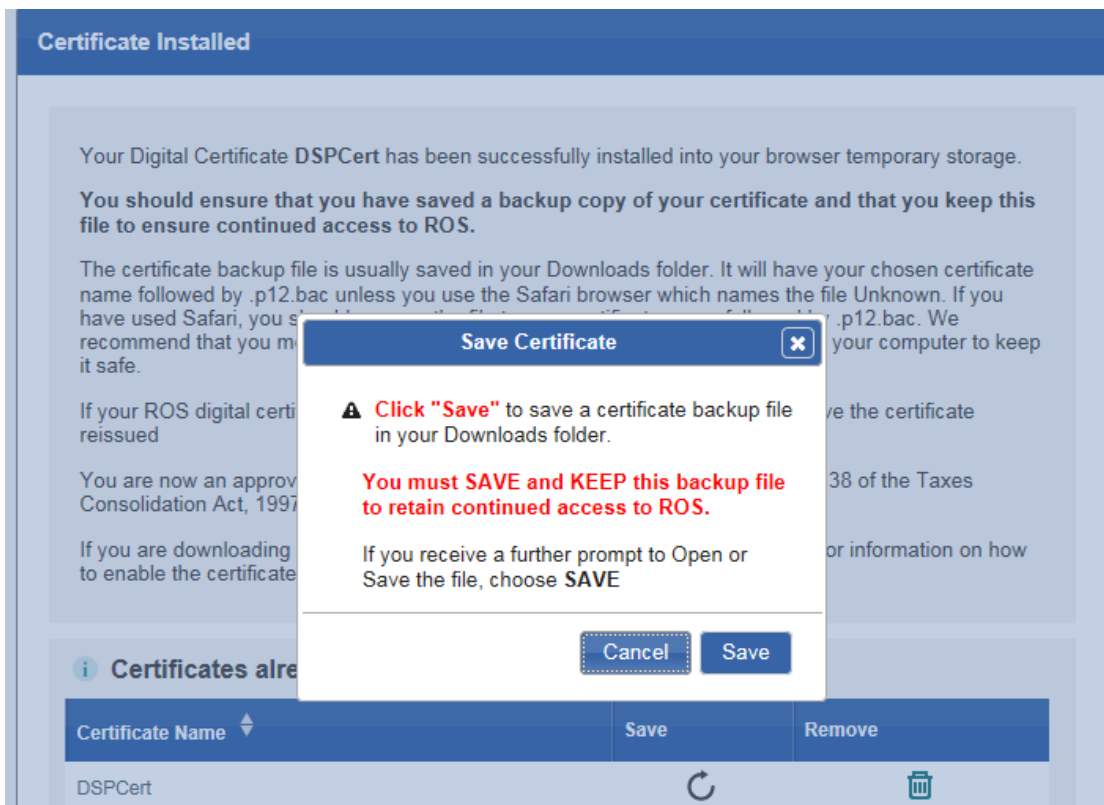 Certificate Installed
Your Digital Certificate DSPCert has been successfully installed into your browser temporary storage.
You should ensure that you have saved a backup copy of your certificate and that you keep this
file to ensure continued access to ROS.
The certificate backup file is usually saved in your Downloads folder. It will have your chosen certificate
name followed by .p12.bac unless you use the Safari browser which names the file Unknown. If you
have used Safari, you .p12.bac. We
recommend that you your computer to keep
it safe.
If your ROS digital the certificate
reissued
You are now an 38 of the Taxes
Consolidation Act, 1997
If you are downloading or information on how
to enable the certificate
Save Certificate
Click "Save" to save a certificate backup file
in your Downloads folder.
You must SAVE and KEEP this backup file
to retain continued access to ROS.
If you receive a further prompt to Open or
Save the file, choose SAVE
Cancel Save
i Certificates
Certificate Name Save Remove
DSPCert